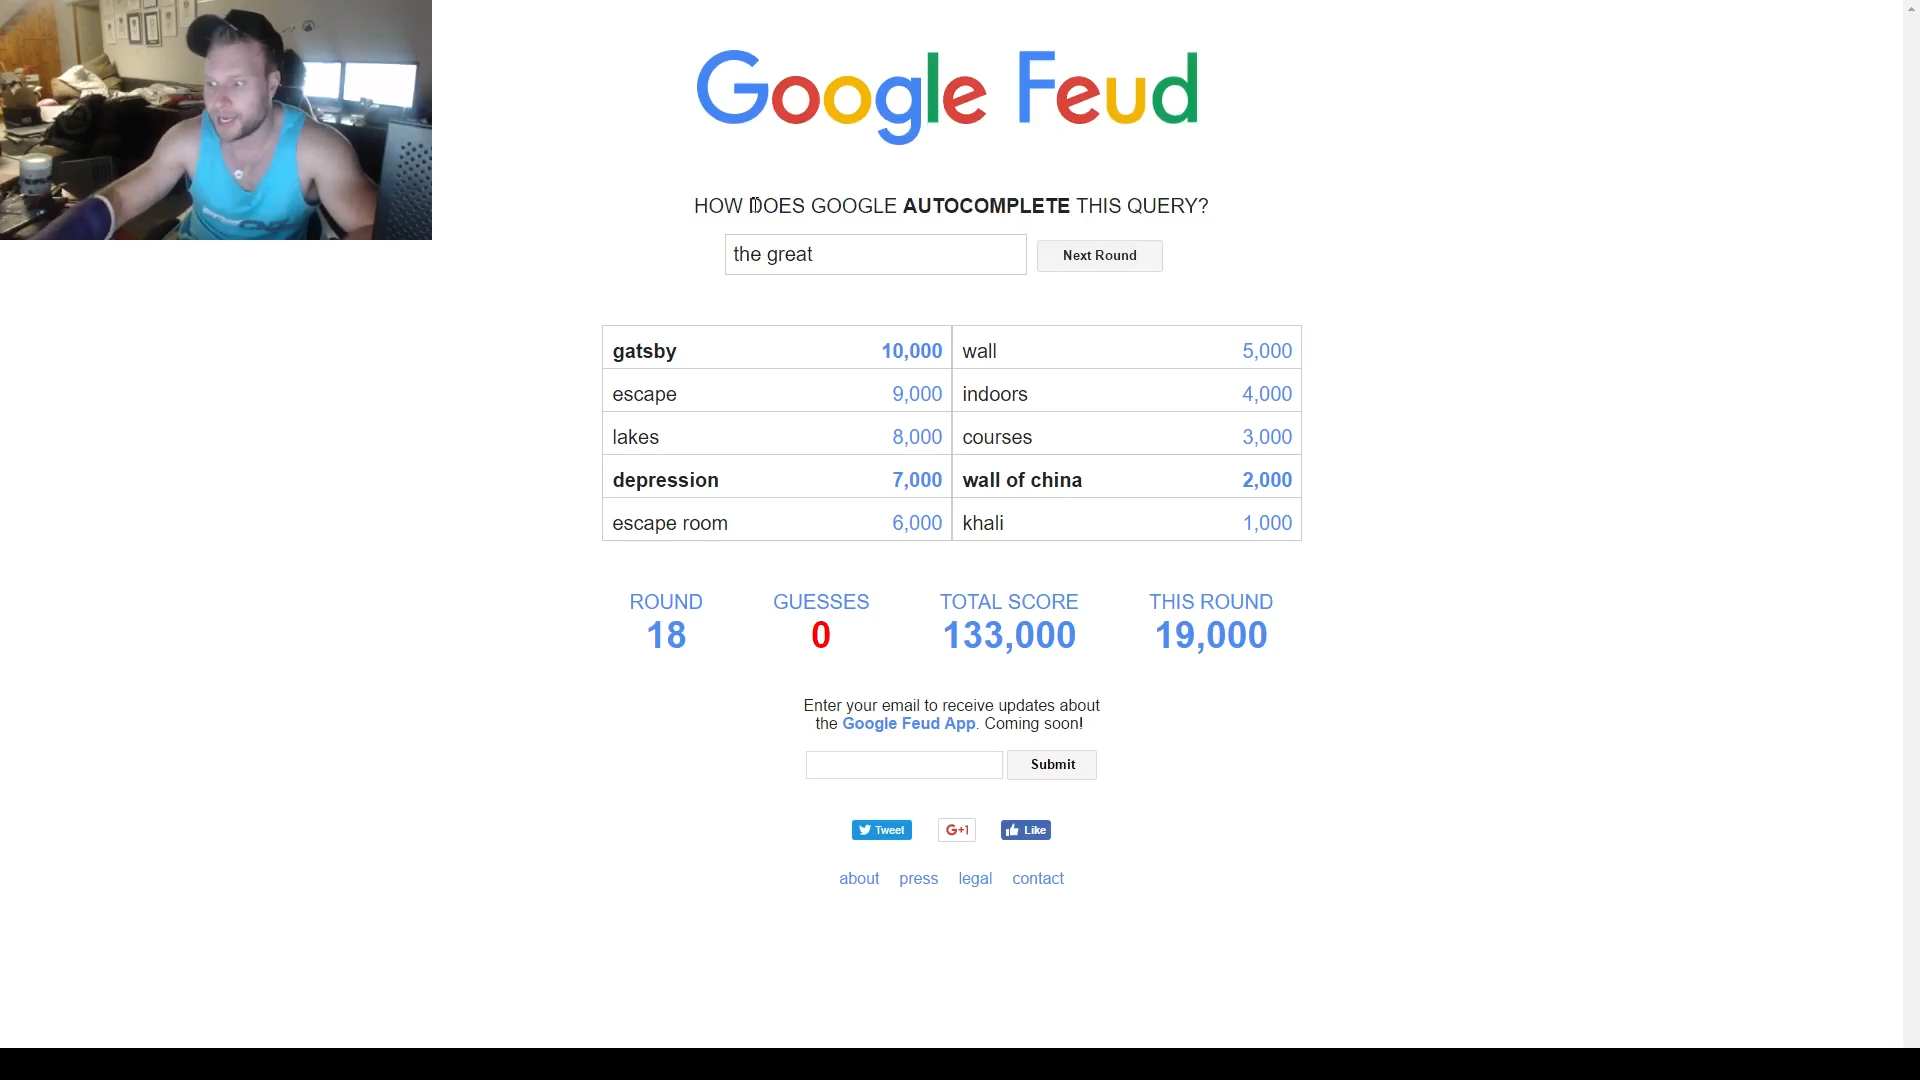 Google Feud
HOW DOES GOOGLE AUTOCOMPLETE THIS QUERY?
the great
Next Round
gatsby 10,000 wall 5,000
escape 9,000 indoors 4,000
lakes 8,000 courses 3,000
depression 7,000 wall of china 2,000
escape room 6,000 khali 1,000
ROUND GUESSES TOTAL SCORE THIS ROUND
18 0 133,000 19,000
Enter your email to receive updates about
the Google Feud App. Coming soon!
Submit
Tweet G+1 Like
about press legal contact